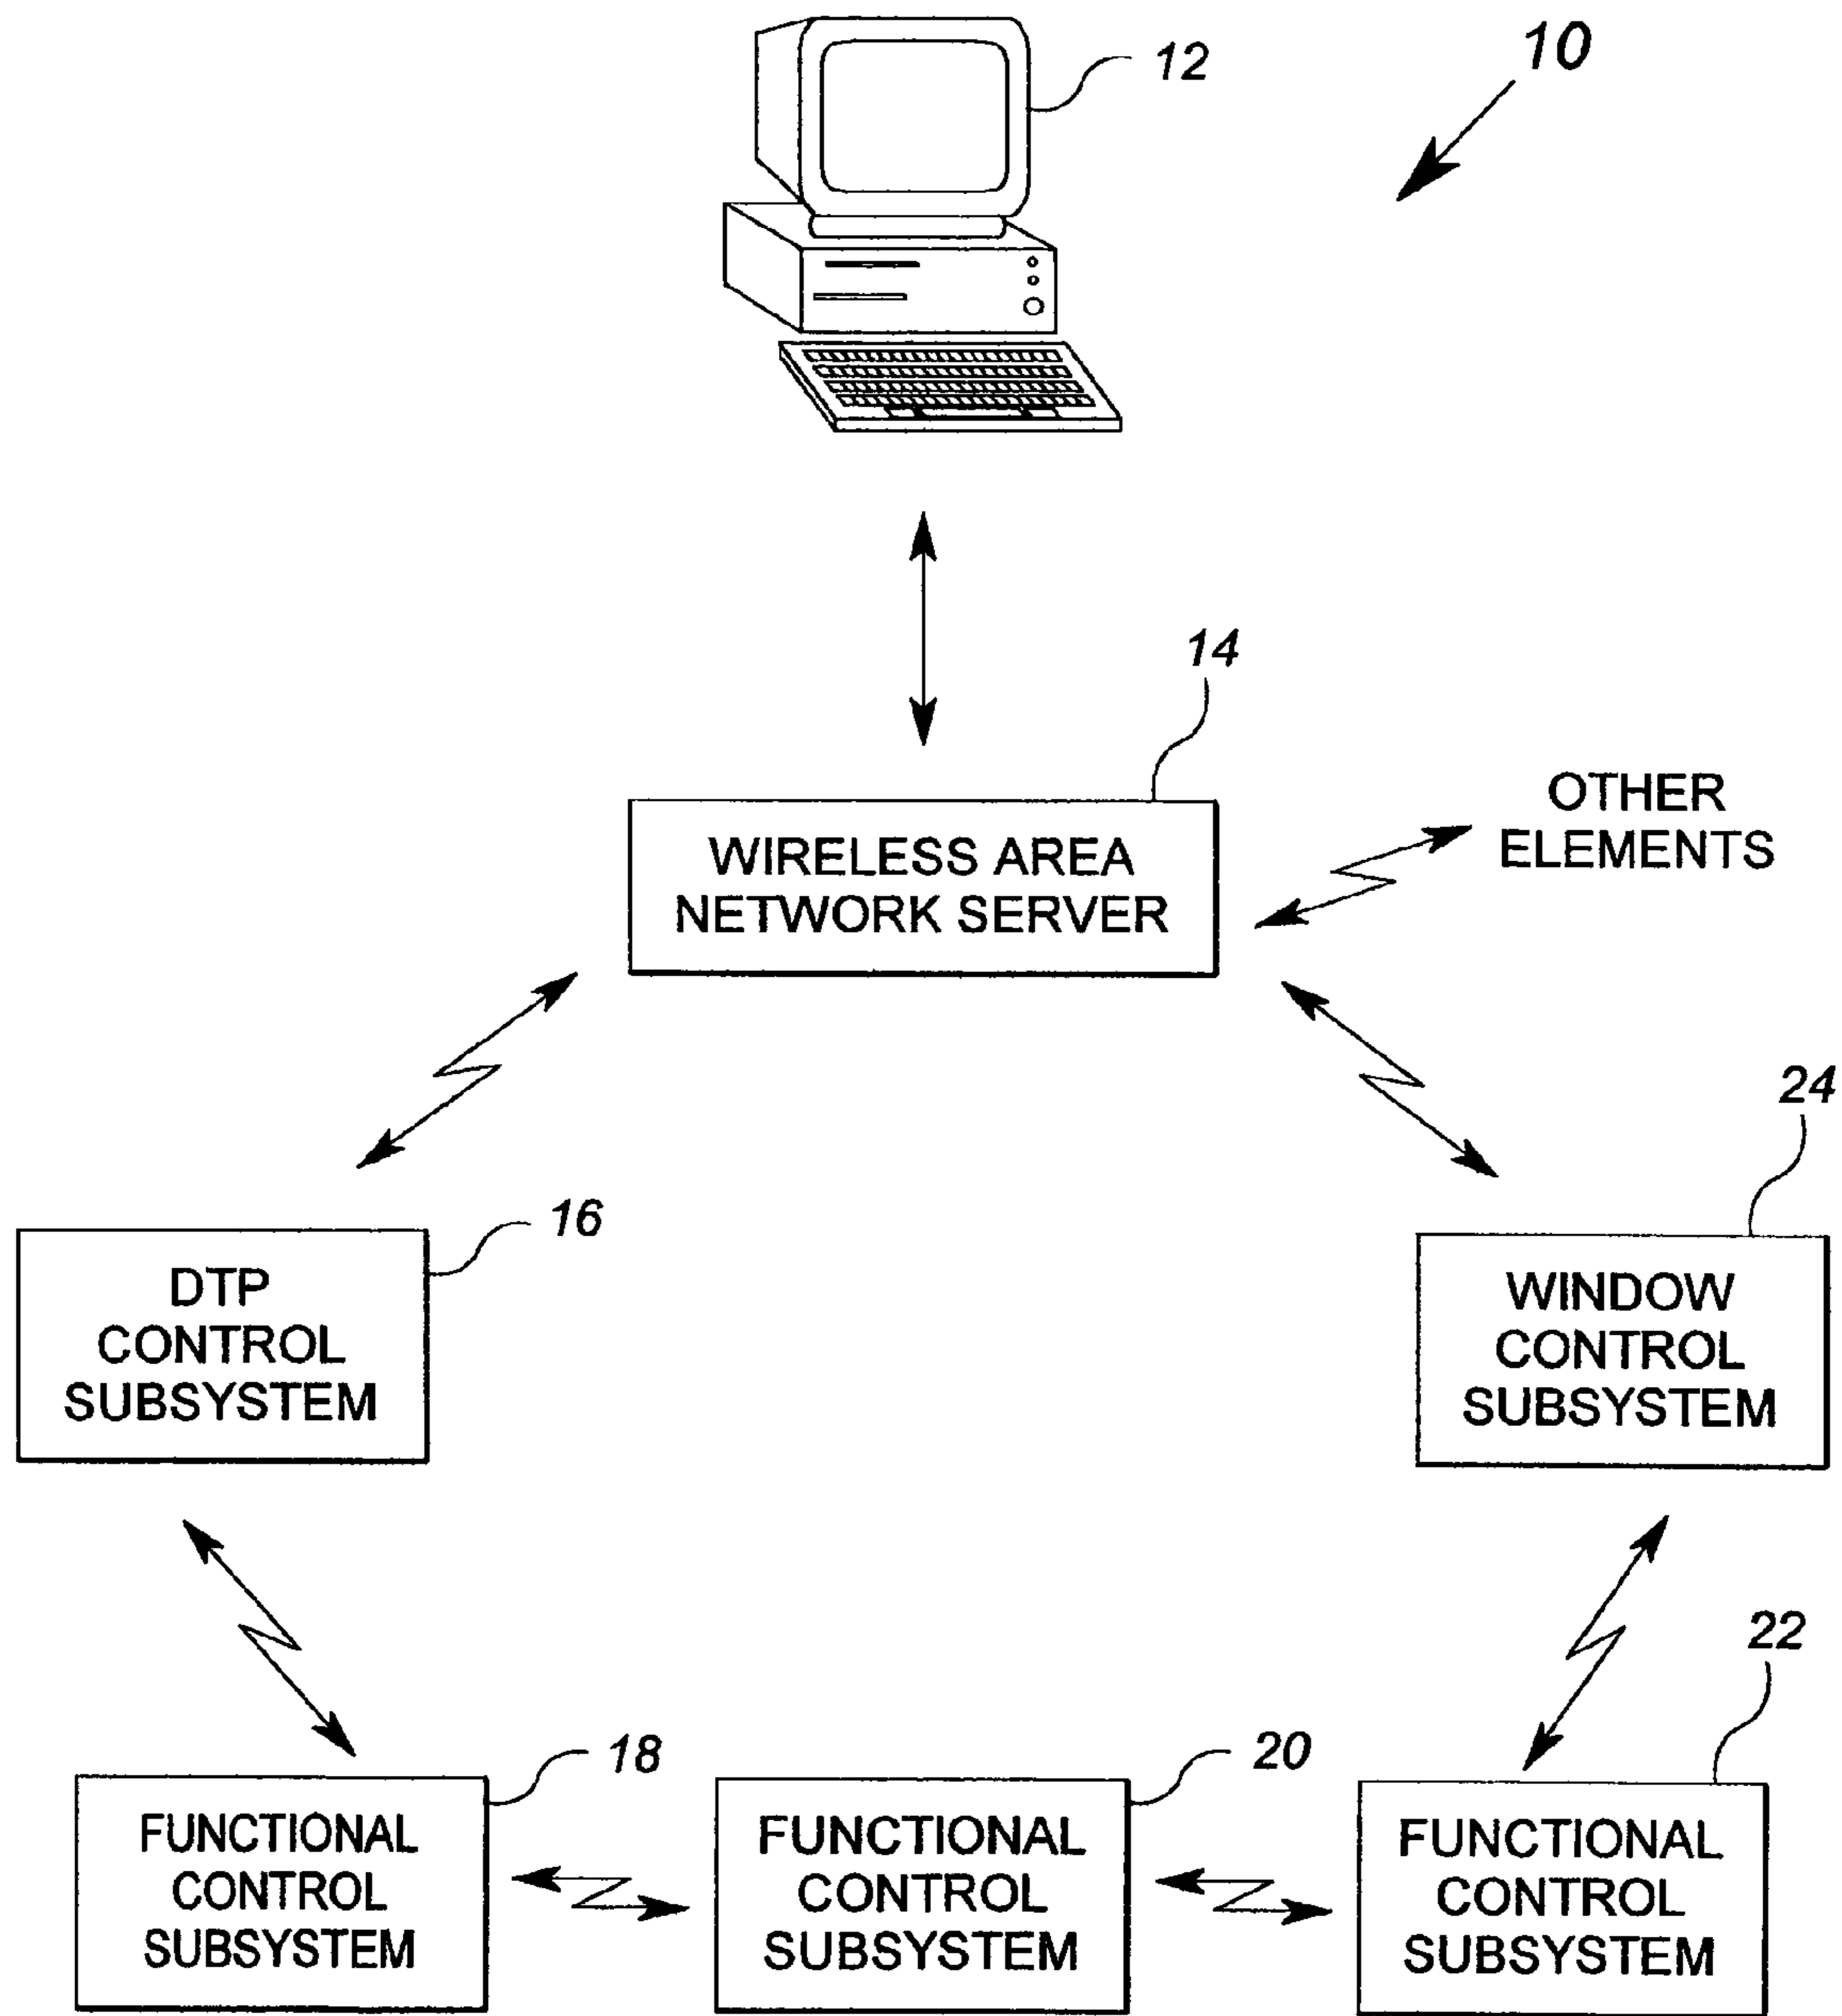 10
12
14
WIRELESS AREA
NETWORK SERVER
OTHER
ELEMENTS
16
DTP
CONTROL
SUBSYSTEM
24
WINDOW
CONTROL
SUBSYSTEM
18
FUNCTIONAL
CONTROL
SUBSYSTEM
20
FUNCTIONAL
CONTROL
SUBSYSTEM
22
FUNCTIONAL
CONTROL
SUBSYSTEM